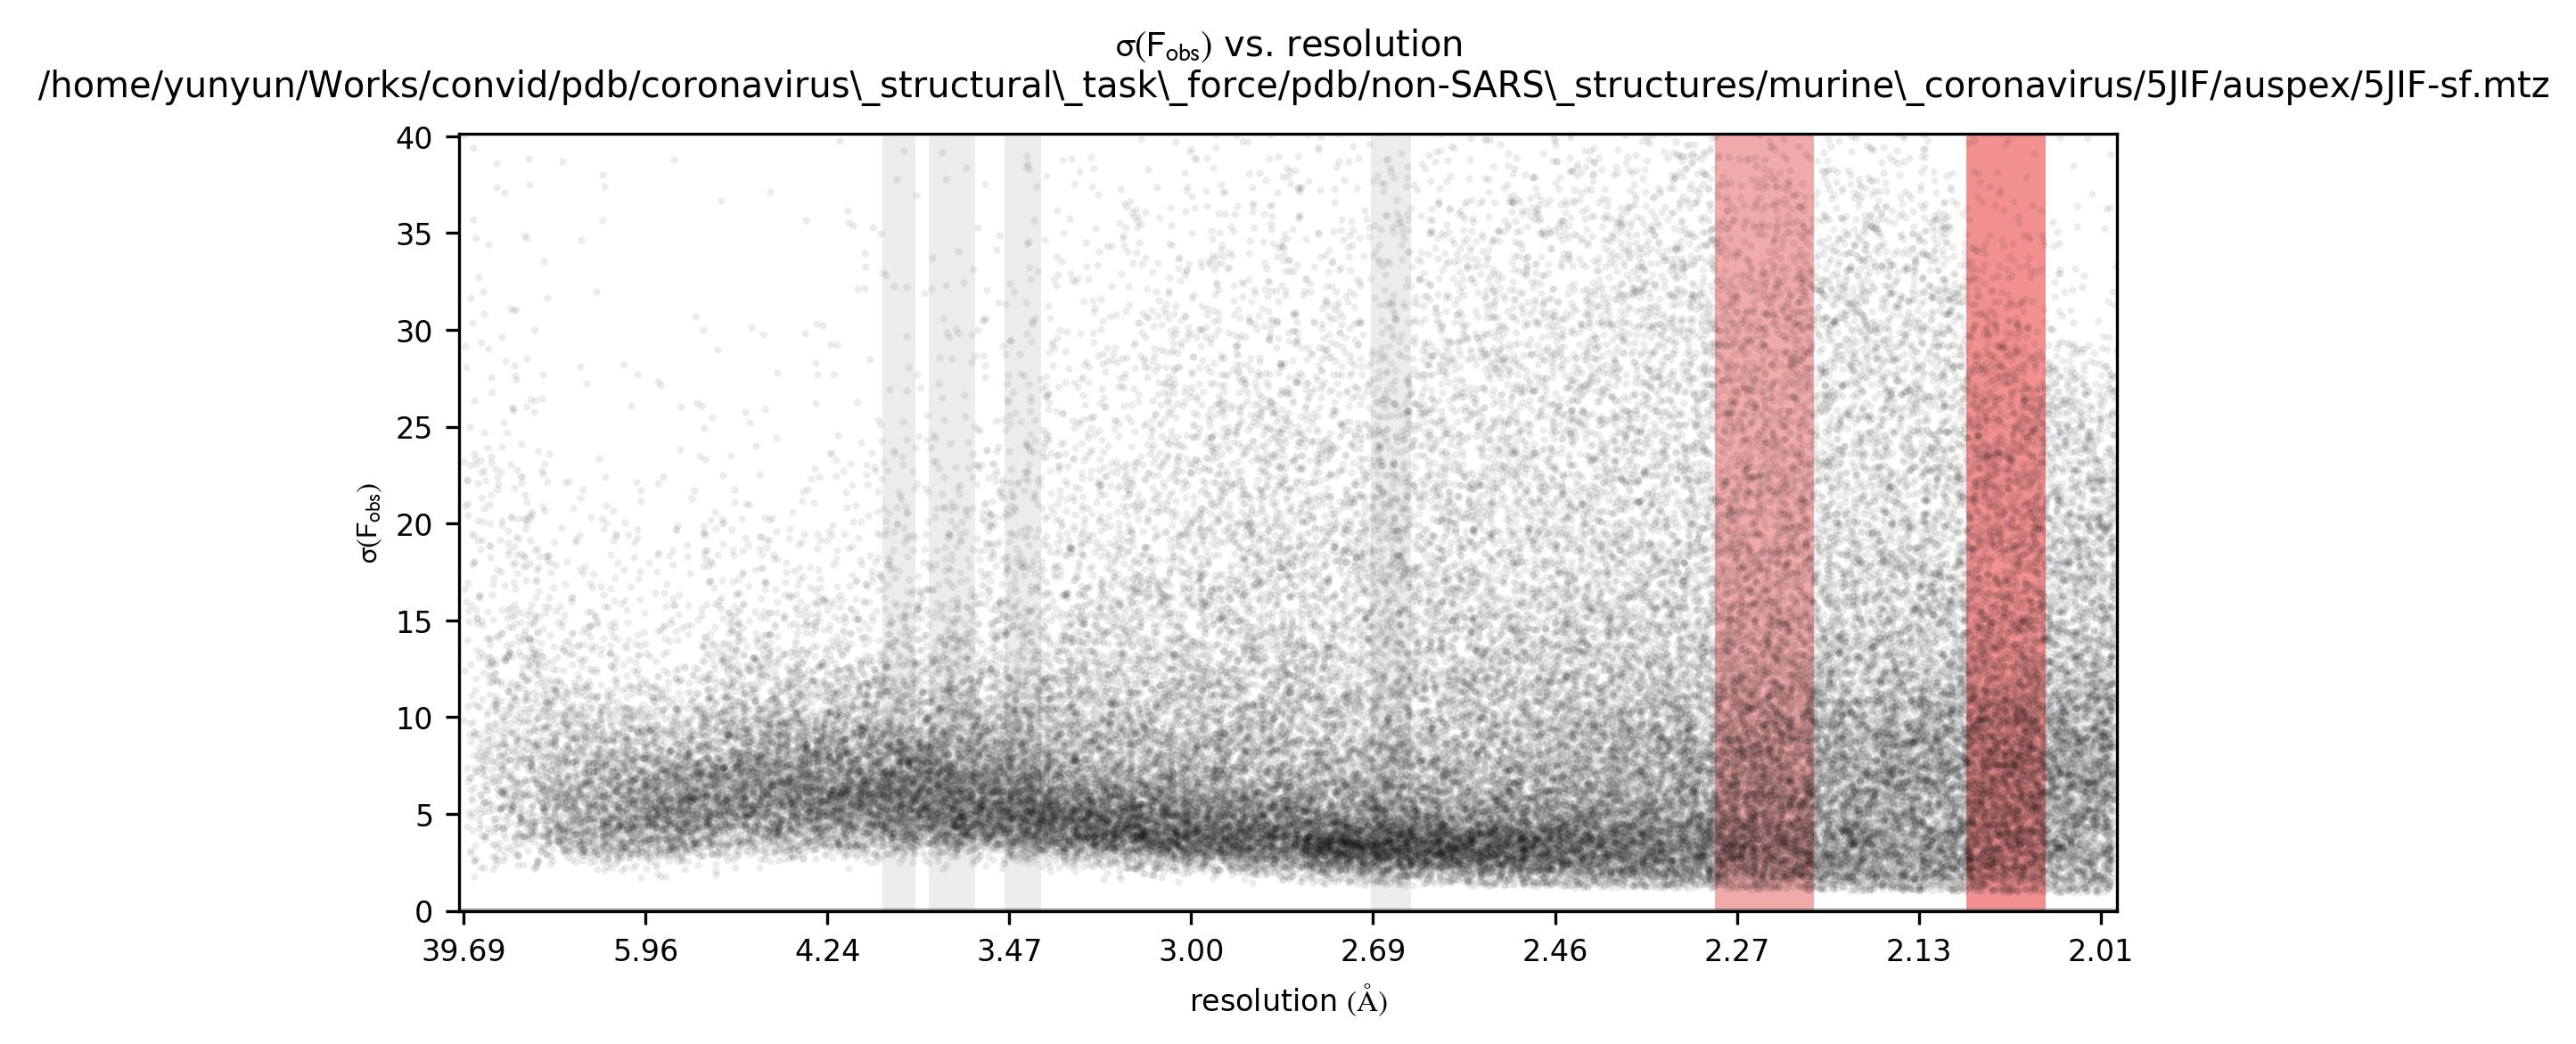 σ(Fobs) vs. resolution
/home/yunyun/Works/convid/pdb/coronavirus\_structural\_task\_force/pdb/non-SARS\_structures/murine\_coronavirus/5JIF/auspex/5JIF-sf.mtz
40
35
30
25
20
15
10
5
0
σ(Fobs)
39.69 5.96 4.24 3.47 3.00 2.69 2.46 2.27 2.13 2.01
resolution (Å)